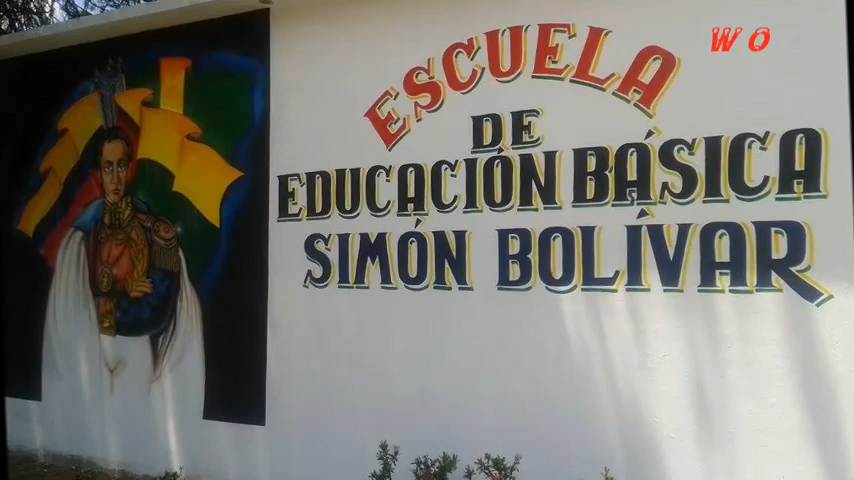 W O
ESCUELA
DE
EDUCACIÓN BÁSICA
SIMÓN BOLÍVAR